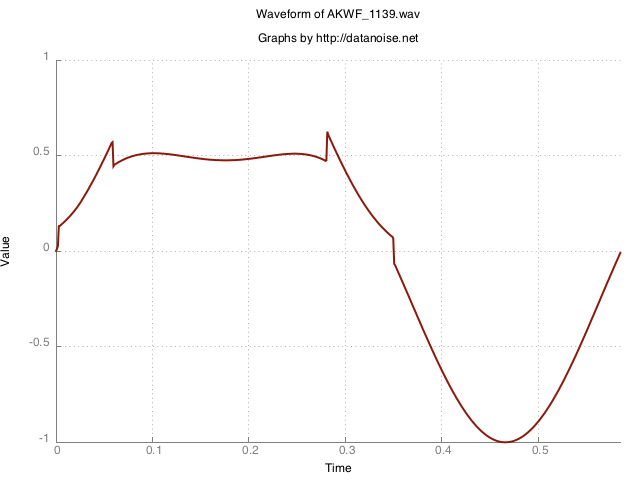 Waveform of AKWF_1139.wav
Graphs by http://datanoise.net
1
0.5
0
-0.5
-1
Value
0 0.1 0.2 0.3 0.4 0.5
Time